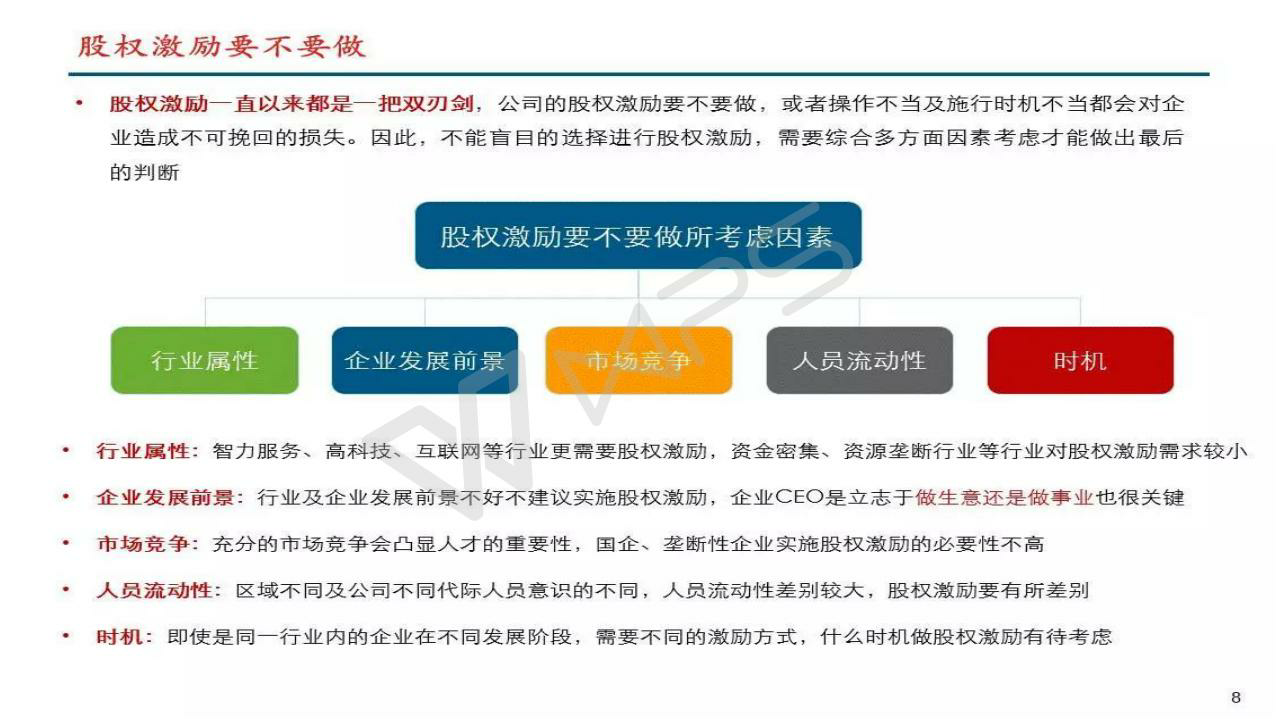 股权激励要不要做
• 股权激励一直以来都是一把双刃剑，公司的股权激励要不要做，或者操作不当及施行时机不当都会对企
业造成不可挽回的损失。因此，不能盲目的选择进行股权激励，需要综合多方面因素考虑才能做出最后
的判断
股权激励要不要做所考虑因素
行业属性 企业发展前景 市场竞争 人员流动性 时机
• 行业属性：智力服务、高科技、互联网等行业更需要股权激励，资金密集、资源垄断行业等行业对股权激励需求较小
• 企业发展前景：行业及企业发展前景不好不建议实施股权激励，企业CEO是立志于做生意还是做事业也很关键
• 市场竞争：充分的市场竞争会凸显人才的重要性，国企、垄断性企业实施股权激励的必要性不高
• 人员流动性：区域不同及公司不同代际人员意识的不同，人员流动性差别较大，股权激励要有所差别
• 时机：即使是同一行业内的企业在不同发展阶段，需要不同的激励方式，什么时机做股权激励有待考虑
8